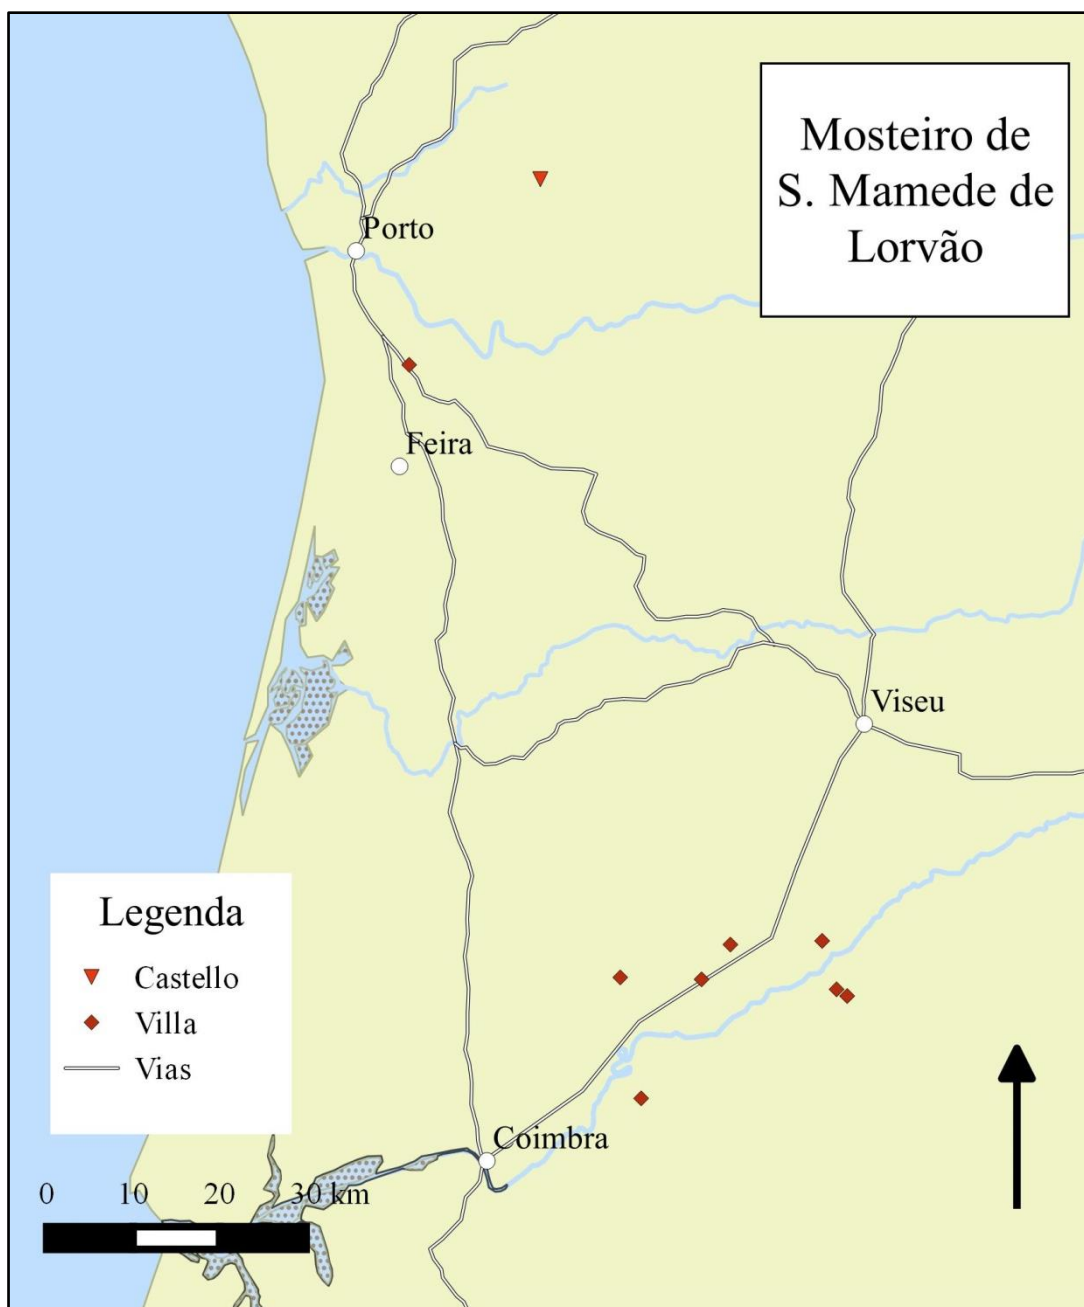 Mosteiro de
S. Mamede de
Lorvão
Porto
Feira
Viseu
Legenda
Castello
Villa
Vias
Coimbra
0 10 20 30 km